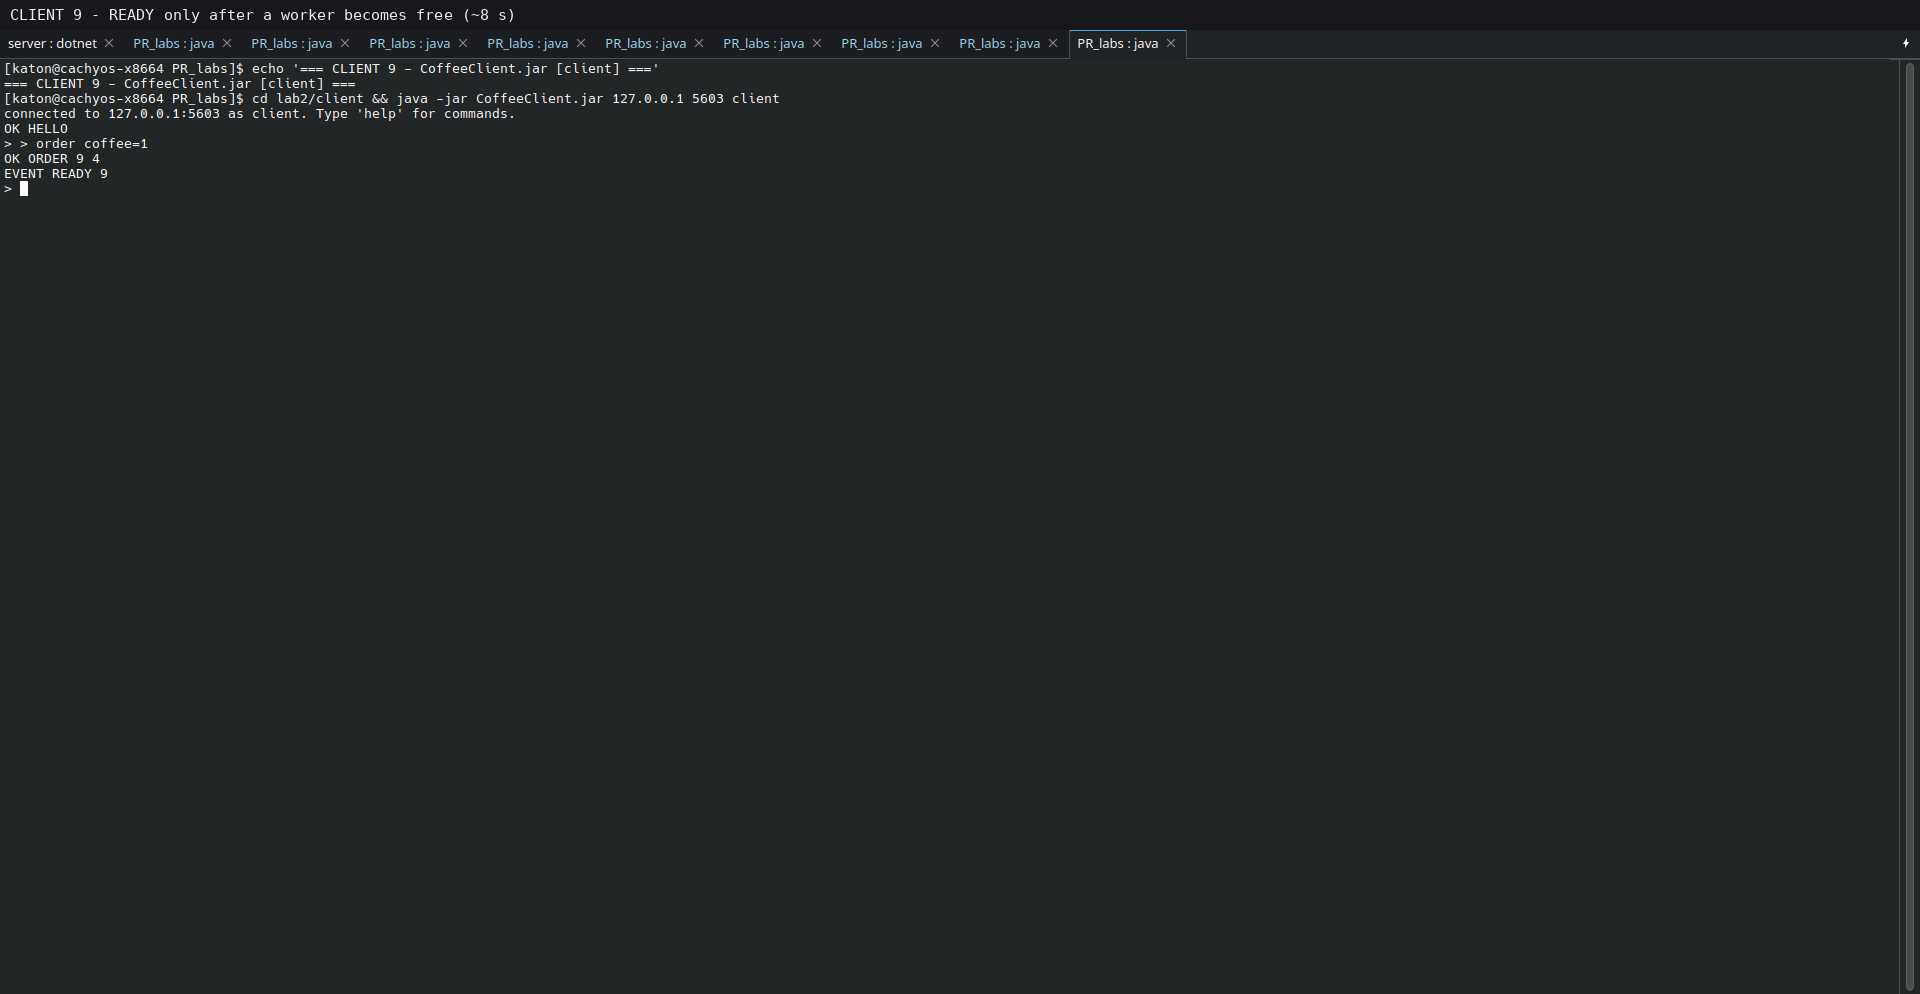 CLIENT 9 - READY only after a worker becomes free (~8 s)
server : dotnet PR_labs : java PR_labs : java PR_labs : java PR_labs : java PR_labs : java PR_labs : java PR_labs : java PR_labs : java PR_labs : java
[katon@cachyos-x8664 PR_labs]$ echo '=== CLIENT 9 - CoffeeClient.jar [client] ==='
=== CLIENT 9 - CoffeeClient.jar [client] ===
[katon@cachyos-x8664 PR_labs]$ cd lab2/client && java -jar CoffeeClient.jar 127.0.0.1 5603 client
connected to 127.0.0.1:5603 as client. Type 'help' for commands.
OK HELLO
> > order coffee=1
OK ORDER 9 4
EVENT READY 9
>